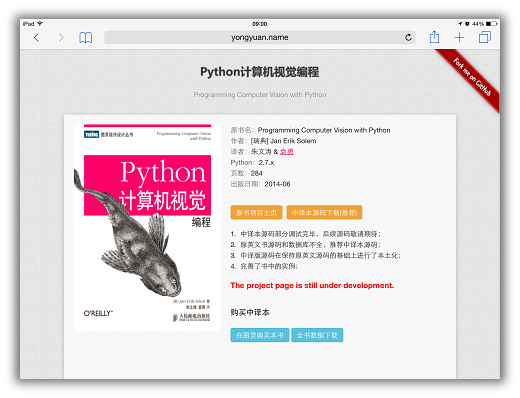 iPad 09:00 44%
yongyuan.name
Fork me on GitHub
Python计算机视觉编程
Programming Computer Vision with Python
图灵程序设计丛书
Programming Computer Vision
with Python
Python
计算机视觉
编程
O'REILLY
[瑞典] Jan Erik Solem 著
朱文涛 袁勇 译
人民邮电出版社
POSTS & TELECOM PRESS
原书名：Programming Computer Vision with Python
作者：[瑞典] Jan Erik Solem
译者：朱文涛 & 袁勇
Python：2.7.x
页数：284
出版日期：2014-06
原书项目主页 中译本源码下载(推荐)
1. 中译本源码部分调试完毕，后续源码敬请期待；
2. 原英文书源码和数据库不全，推荐中译本源码；
3. 中译版源码在保持原英文源码的基础上进行了本土化；
4. 完善了书中的实例；
The project page is still under development.
购买中译本
在图灵购买本书 全书数据下载